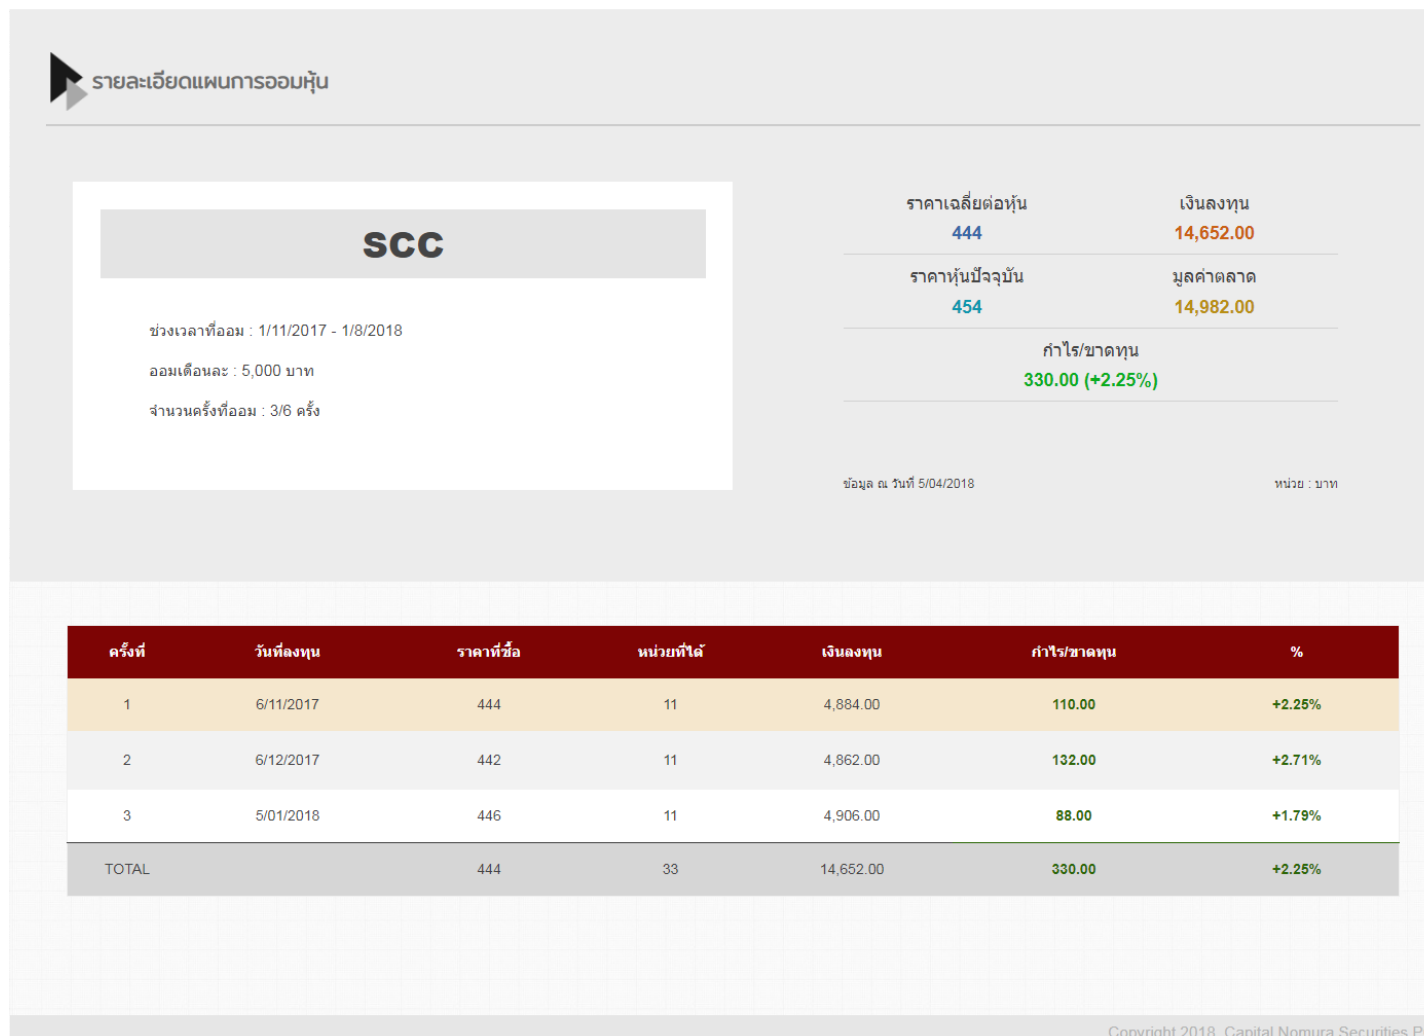 รายละเอียดแผนการออมหุ้น
SCC
ช่วงเวลาที่ออม : 1/11/2017 - 1/8/2018
ออมเดือนละ : 5,000 บาท
จำนวนครั้งที่ออม : 3/6 ครั้ง
ราคาเฉลี่ยต่อหุ้น เงินลงทุน
444 14,652.00
ราคาหุ้นปัจจุบัน มูลค่าตลาด
454 14,982.00
กำไร/ขาดทุน
330.00 (+2.25%)
ข้อมูล ณ วันที่ 5/04/2018 หน่วย : บาท
ครั้งที่ วันที่ลงทุน ราคาที่ซื้อ หน่วยที่ได้ เงินลงทุน กำไร/ขาดทุน %
1 6/11/2017 444 11 4,884.00 110.00 +2.25%
2 6/12/2017 442 11 4,862.00 132.00 +2.71%
3 5/01/2018 446 11 4,906.00 88.00 +1.79%
TOTAL 444 33 14,652.00 330.00 +2.25%
Copyright 2018 Capital Nomura Securities P